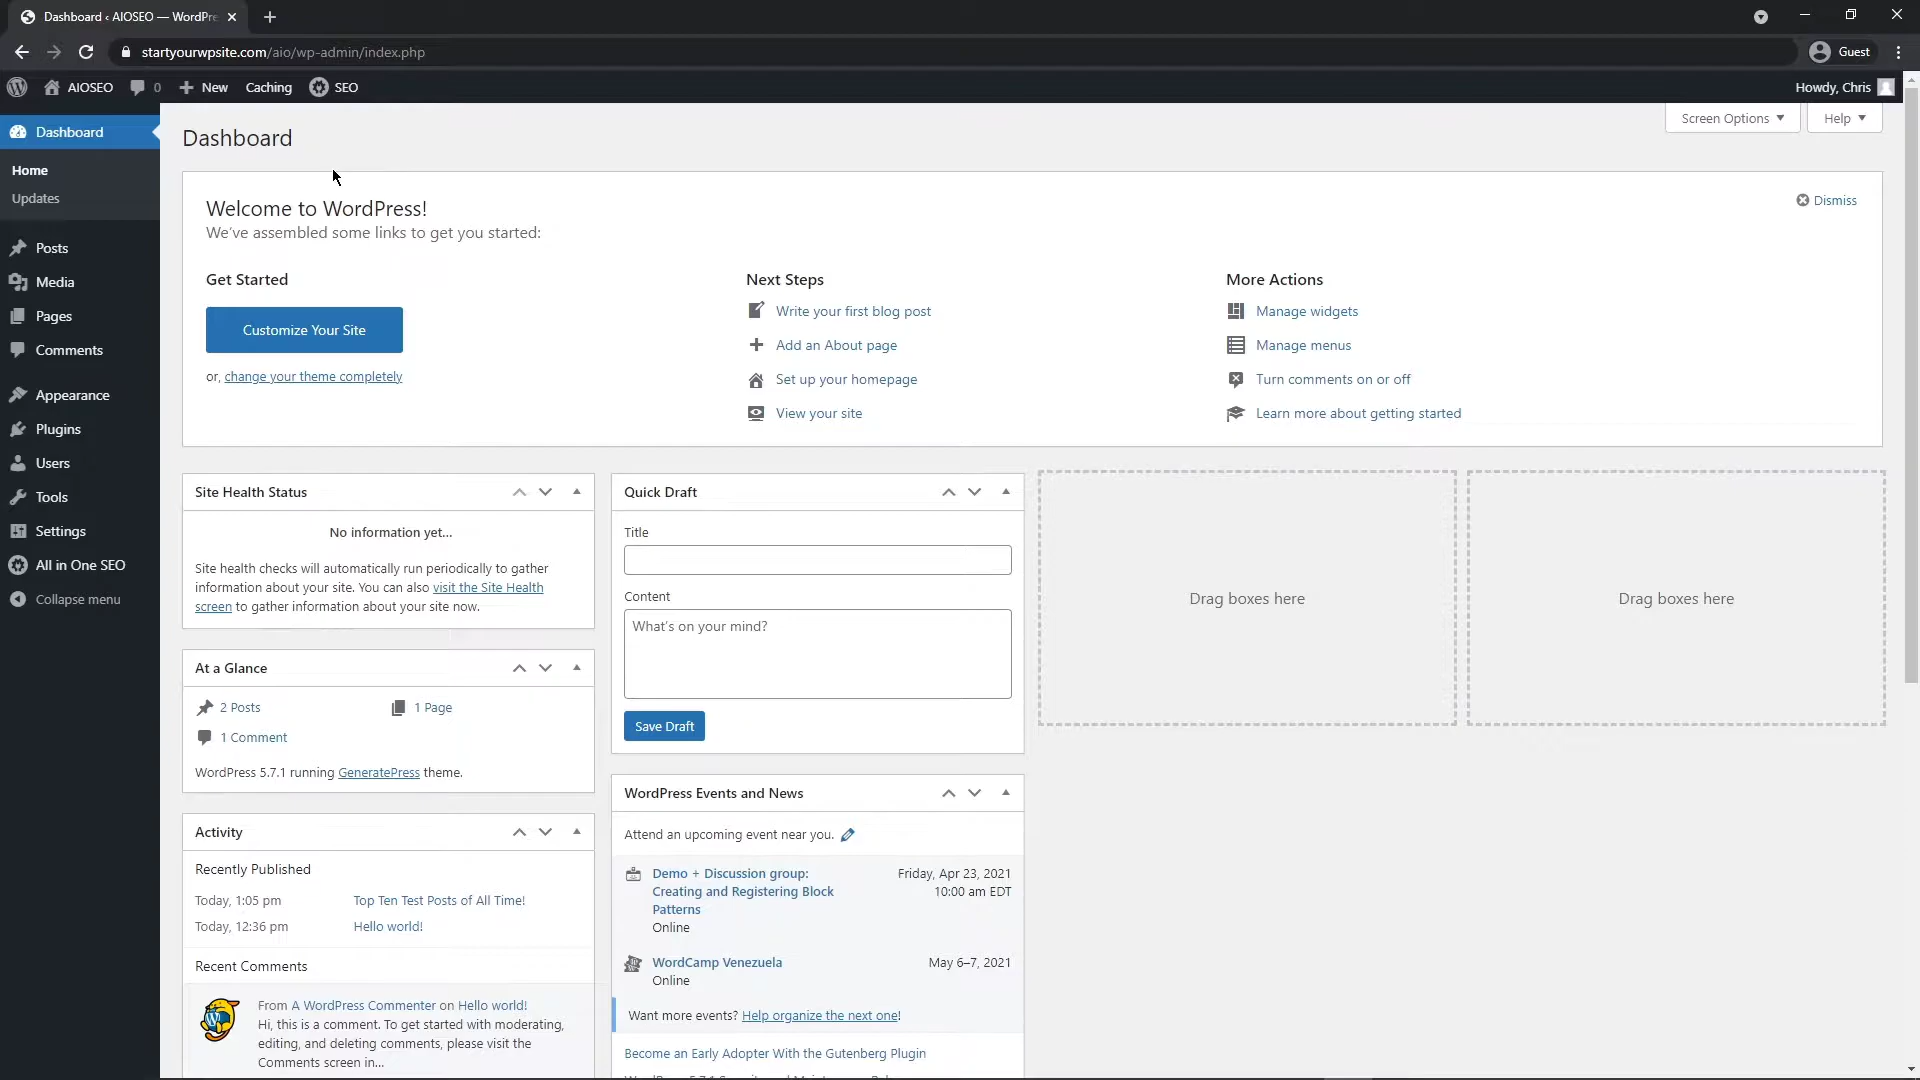 Dashboard ‹ AIOSEO — WordPre
startyourwpsite.com/aio/wp-admin/index.php
Guest
AIOSEO 0 New Caching SEO
Howdy, Chris
Screen Options Help
Dashboard
Home
Updates
Posts
Media
Pages
Comments
Appearance
Plugins
Users
Tools
Settings
All in One SEO
Collapse menu
Dashboard
Welcome to WordPress!
We've assembled some links to get you started:
Dismiss
Get Started
Customize Your Site
or, change your theme completely
Next Steps
Write your first blog post
Add an About page
Set up your homepage
View your site
More Actions
Manage widgets
Manage menus
Turn comments on or off
Learn more about getting started
Site Health Status
No information yet...
Site health checks will automatically run periodically to gather
information about your site. You can also visit the Site Health
screen to gather information about your site now.
At a Glance
2 Posts
1 Page
1 Comment
WordPress 5.7.1 running GeneratePress theme.
Activity
Recently Published
Today, 1:05 pm Top Ten Test Posts of All Time!
Today, 12:36 pm Hello world!
Recent Comments
From A WordPress Commenter on Hello world!
Hi, this is a comment. To get started with moderating,
editing, and deleting comments, please visit the
Comments screen in...
Quick Draft
Title
Content
What's on your mind?
Save Draft
WordPress Events and News
Attend an upcoming event near you.
Demo + Discussion group: Friday, Apr 23, 2021
Creating and Registering Block 10:00 am EDT
Patterns
Online
WordCamp Venezuela May 6–7, 2021
Online
Want more events? Help organize the next one!
Become an Early Adopter With the Gutenberg Plugin
Drag boxes here
Drag boxes here